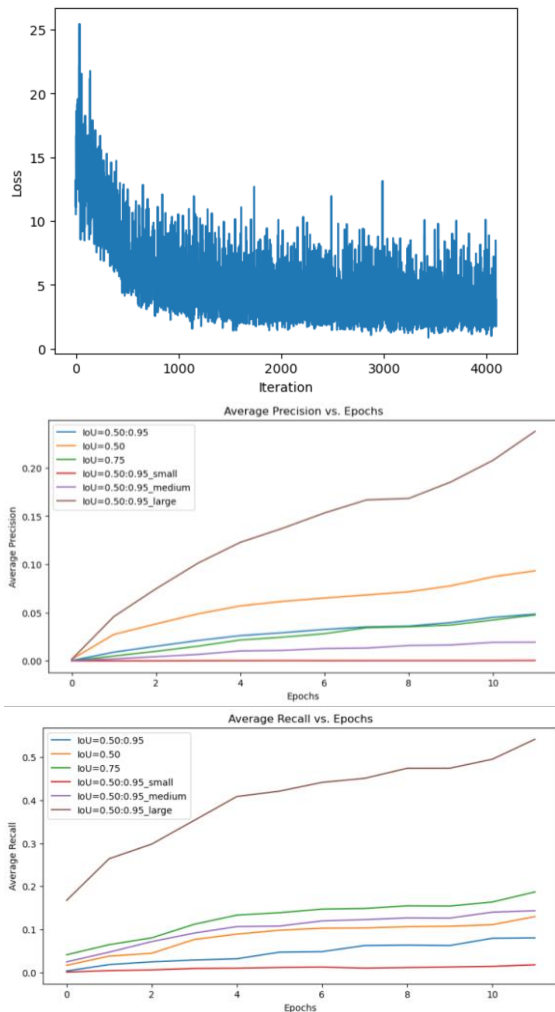 25
20
15
10
5
0
Loss
0 1000 2000 3000 4000
Iteration
Average Precision vs. Epochs
IoU=0.50:0.95
IoU=0.50
IoU=0.75
IoU=0.50:0.95_small
IoU=0.50:0.95_medium
IoU=0.50:0.95_large
0.20
0.15
0.10
0.05
0.00
Average Precision
0 2 4 6 8 10
Epochs
Average Recall vs. Epochs
IoU=0.50:0.95
IoU=0.50
IoU=0.75
IoU=0.50:0.95_small
IoU=0.50:0.95_medium
IoU=0.50:0.95_large
0.5
0.4
0.3
0.2
0.1
0.0
Average Recall
0 2 4 6 8 10
Epochs